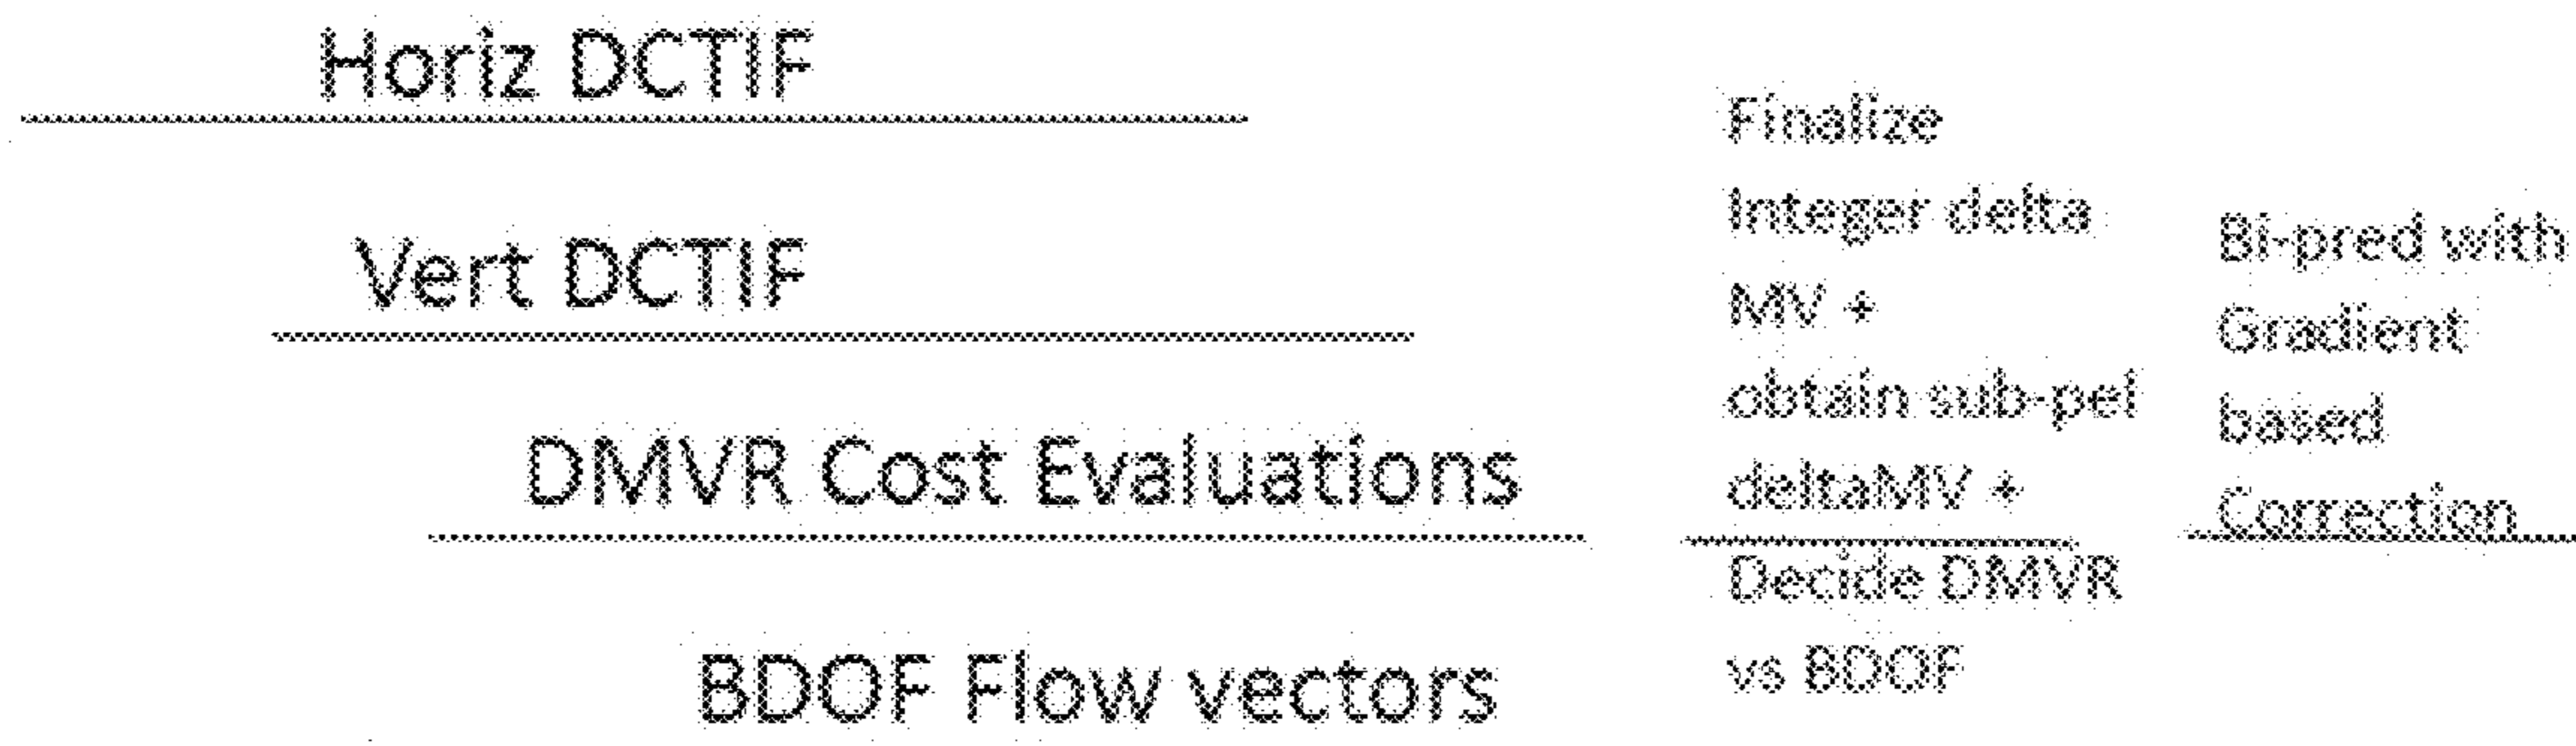 Horiz DCTIF
Vert DCTIF
DMVR Cost Evaluations
BDOF Flow vectors
Finalize
Integer delta
MV +
obtain sub-pel
deltaMV +
Decide DMVR
vs BDOF
Bi-pred with
Gradient
based
Correction